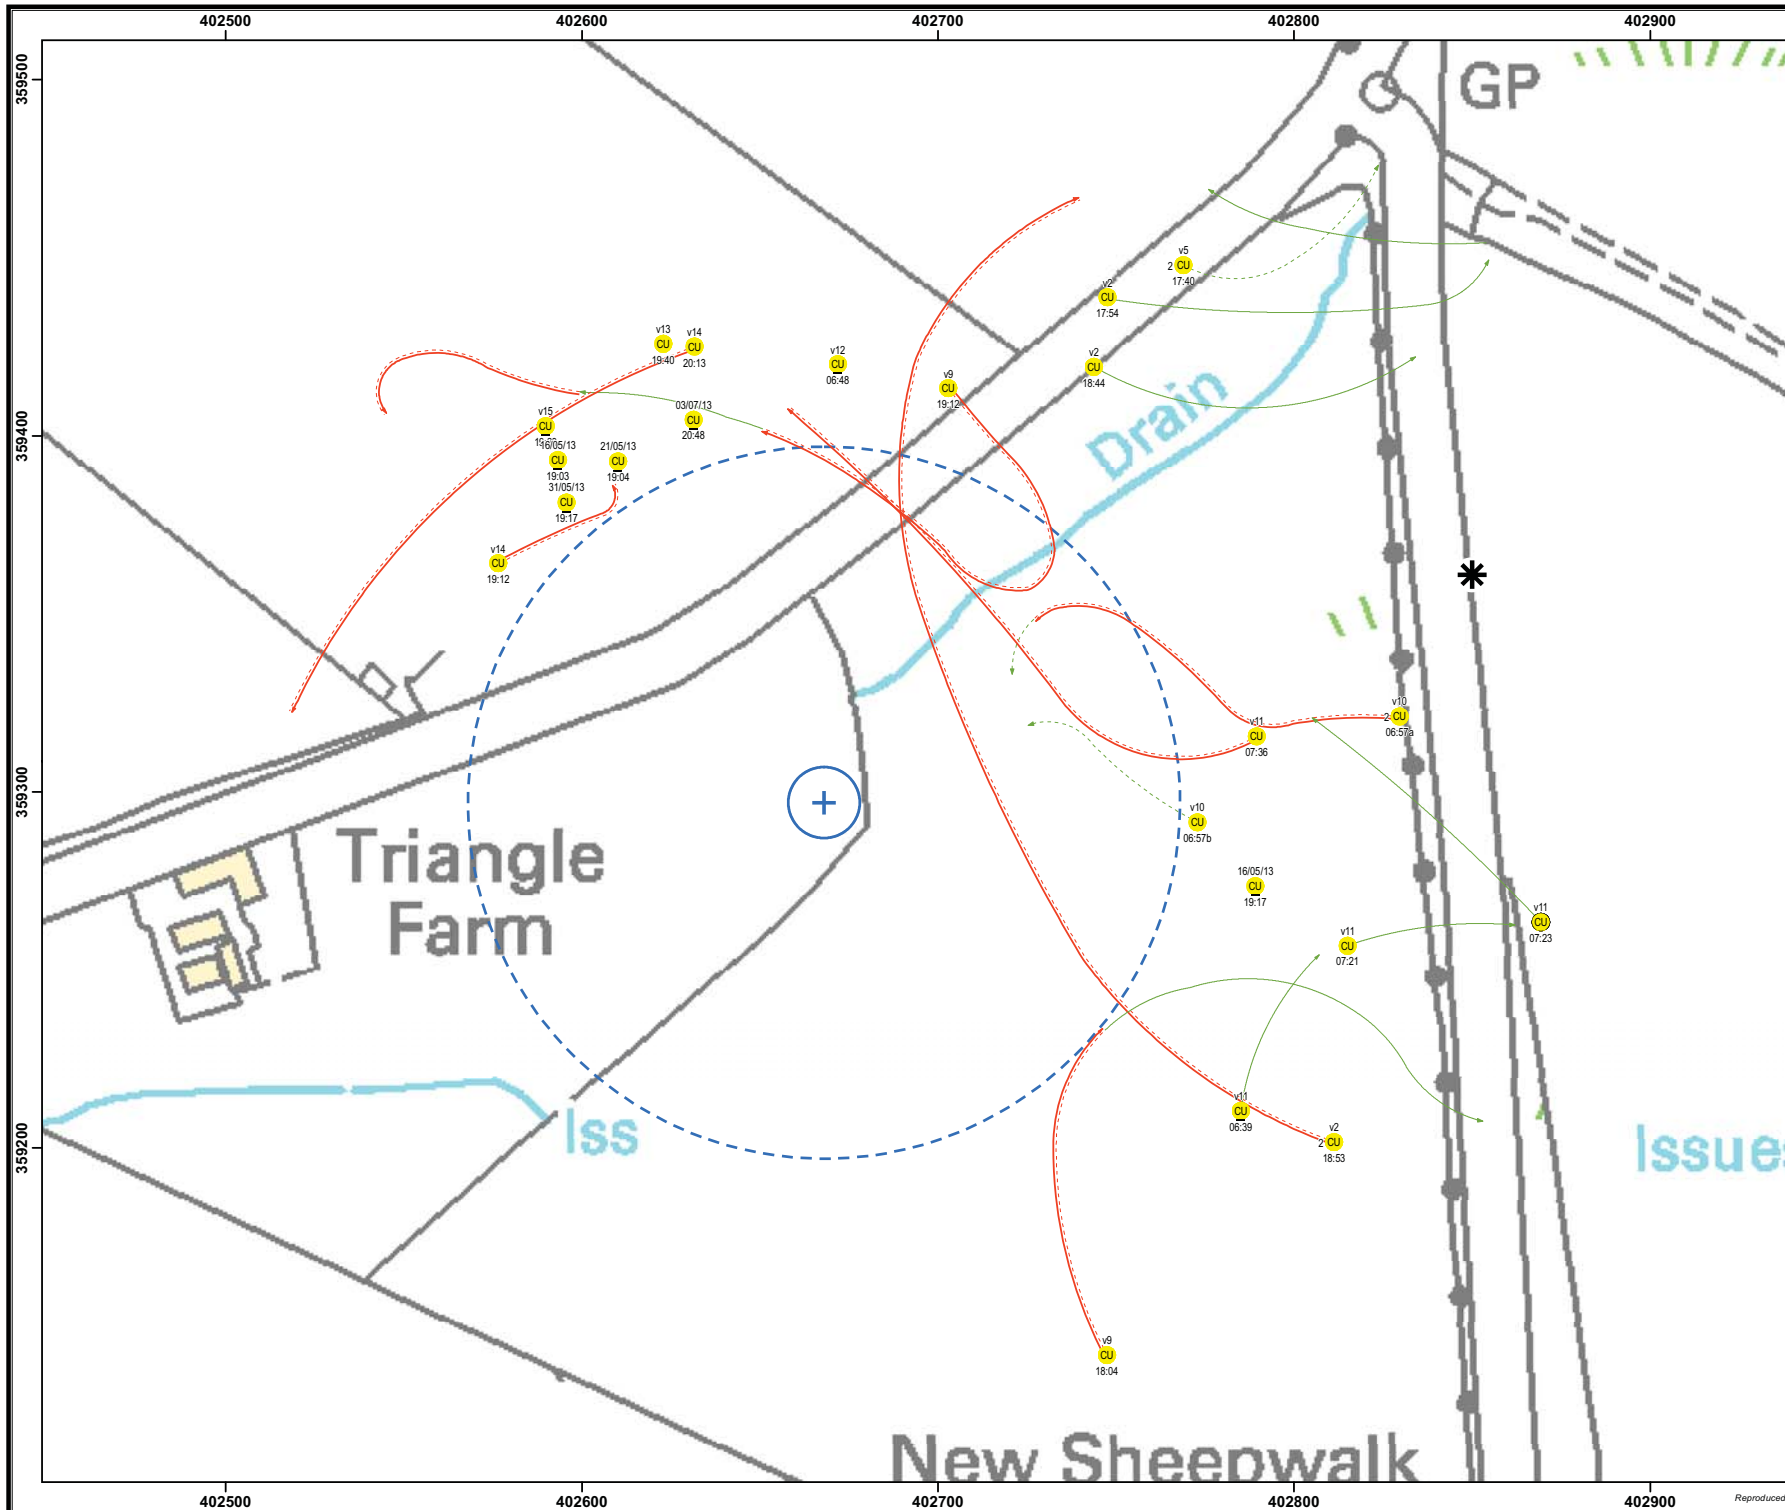 402500 402600 402700 402800 402900
359500
GP
v5
2 CU
17:40
v2
CU
17:54
v13
CU
19:40
v14
CU
20:13
v12
CU
06:48
v2
CU
18:44
v9
CU
19:12
03/07/13
CU
20:48
v15
CU
359400
16/05/13
CU
19:03
21/05/13
CU
19:04
31/05/13
CU
19:17
Drain
v14
CU
19:12
v10
2 CU
06:57a
v11
CU
07:36
359300
v10
CU
06:57b
Triangle
Farm
16/05/13
CU
19:17
v11
CU
07:23
v11
CU
07:21
v11
CU
06:39
v2
2 CU
18:53
Iss
Issues
359200
v9
CU
18:04
New Sheepwalk
402500 402600 402700 402800 402900
Reproduced